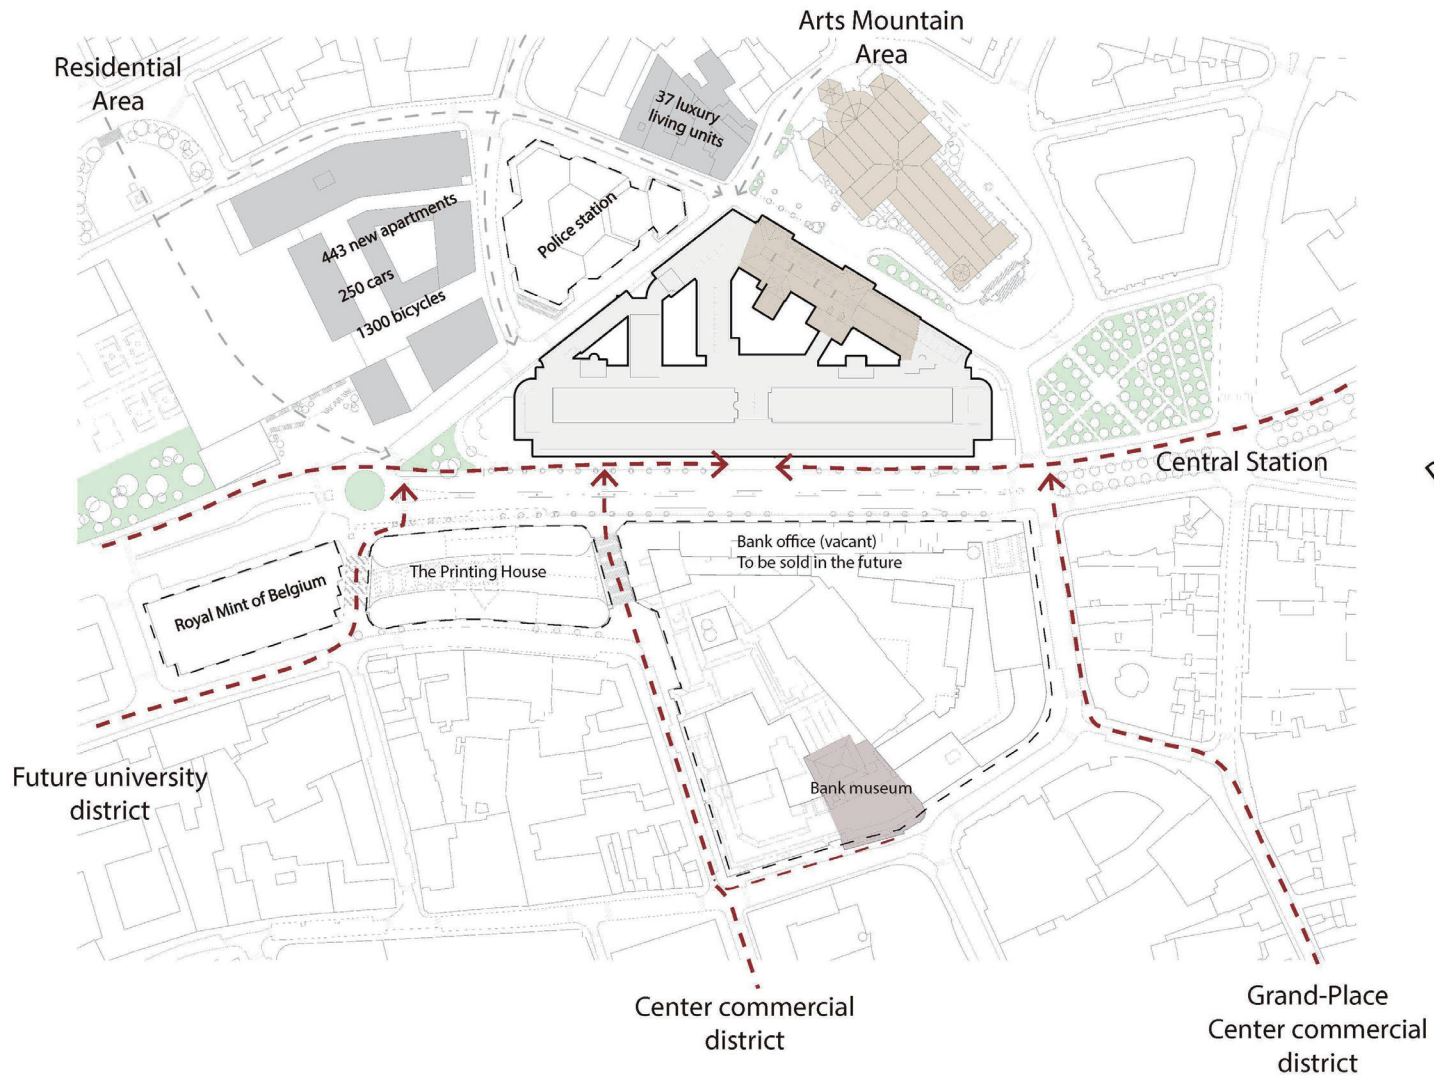 Arts Mountain
Area
Residential
Area
37 luxury
living units
Police station
443 new apartments
250 cars
1300 bicycles
Central Station
Bank office (vacant)
To be sold in the future
The Printing House
Royal Mint of Belgium
Future university
district
Bank museum
Center commercial
district
Grand-Place
Center commercial
district